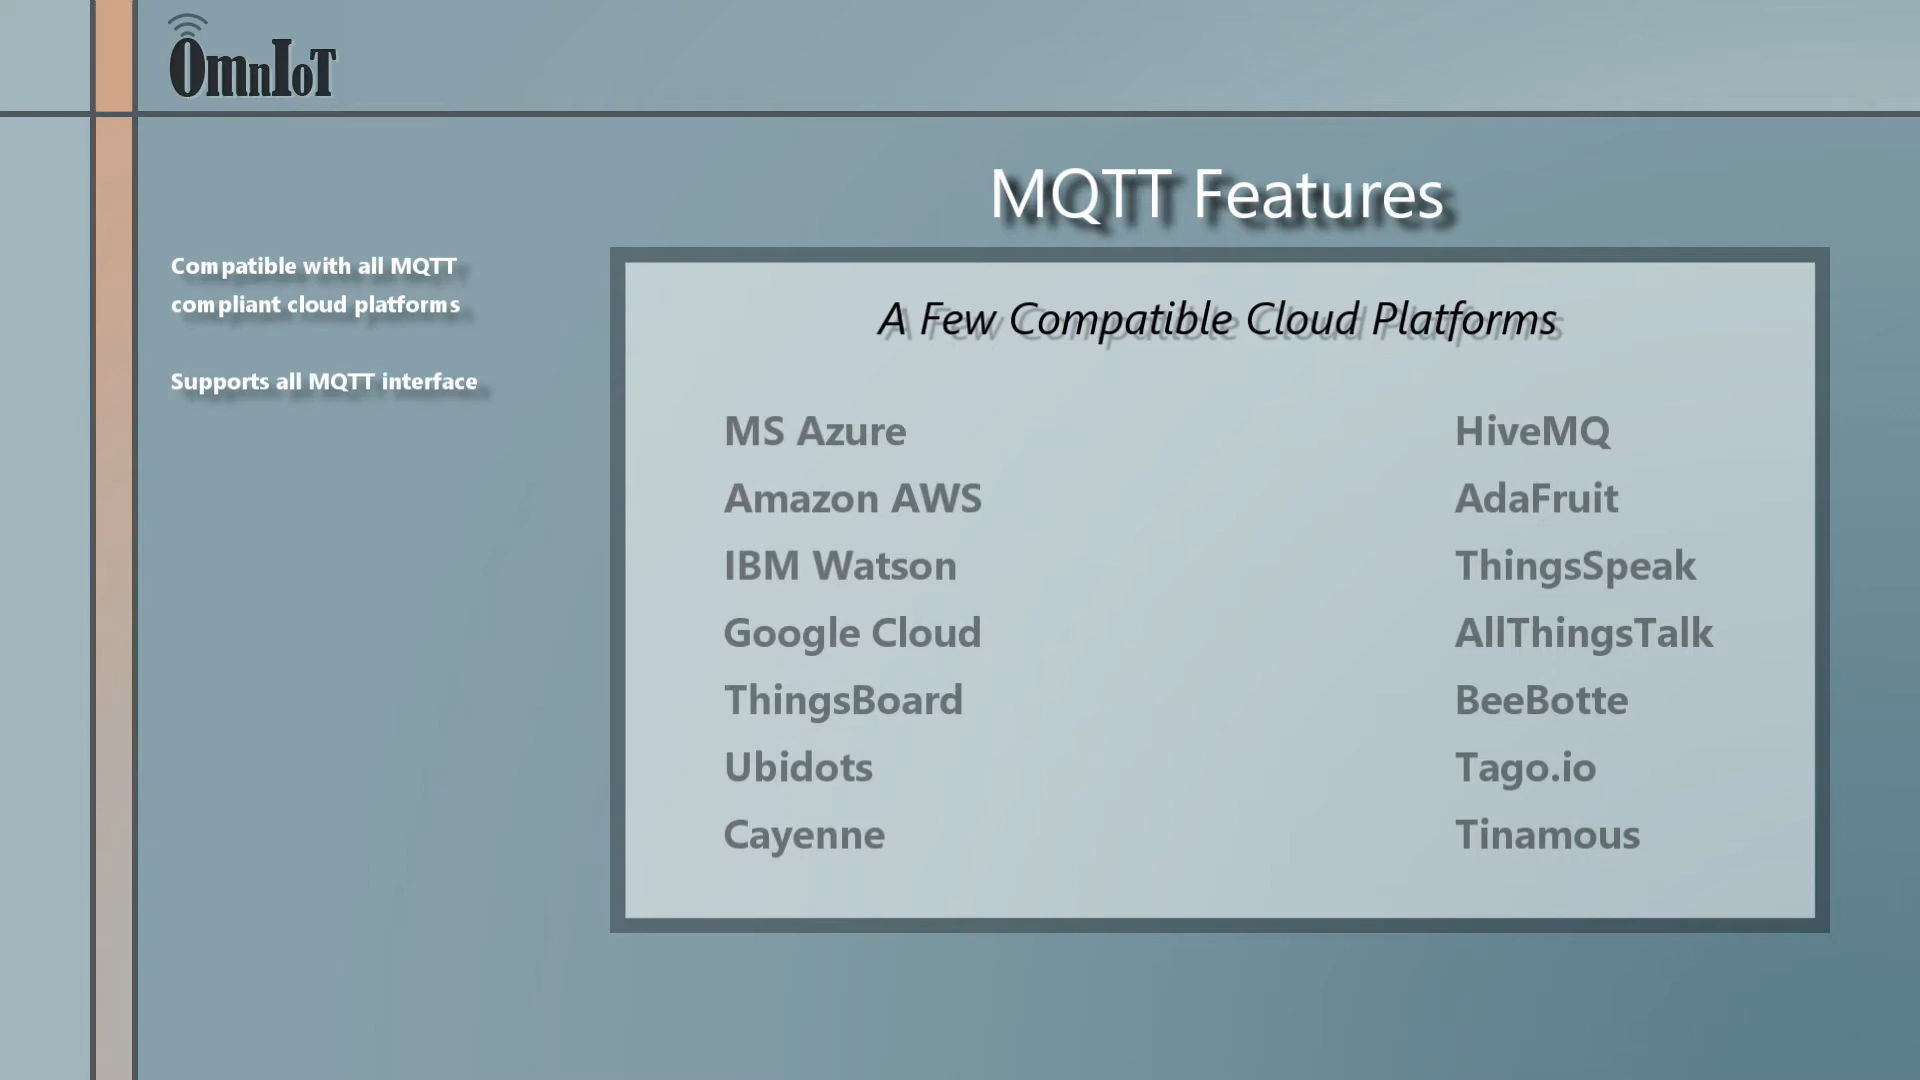 OmnIoT
MQTT Features
Compatible with all MQTT
compliant cloud platforms
Supports all MQTT interface
A Few Compatible Cloud Platforms
MS Azure
Amazon AWS
IBM Watson
Google Cloud
ThingsBoard
Ubidots
Cayenne
HiveMQ
AdaFruit
ThingsSpeak
AllThingsTalk
BeeBotte
Tago.io
Tinamous